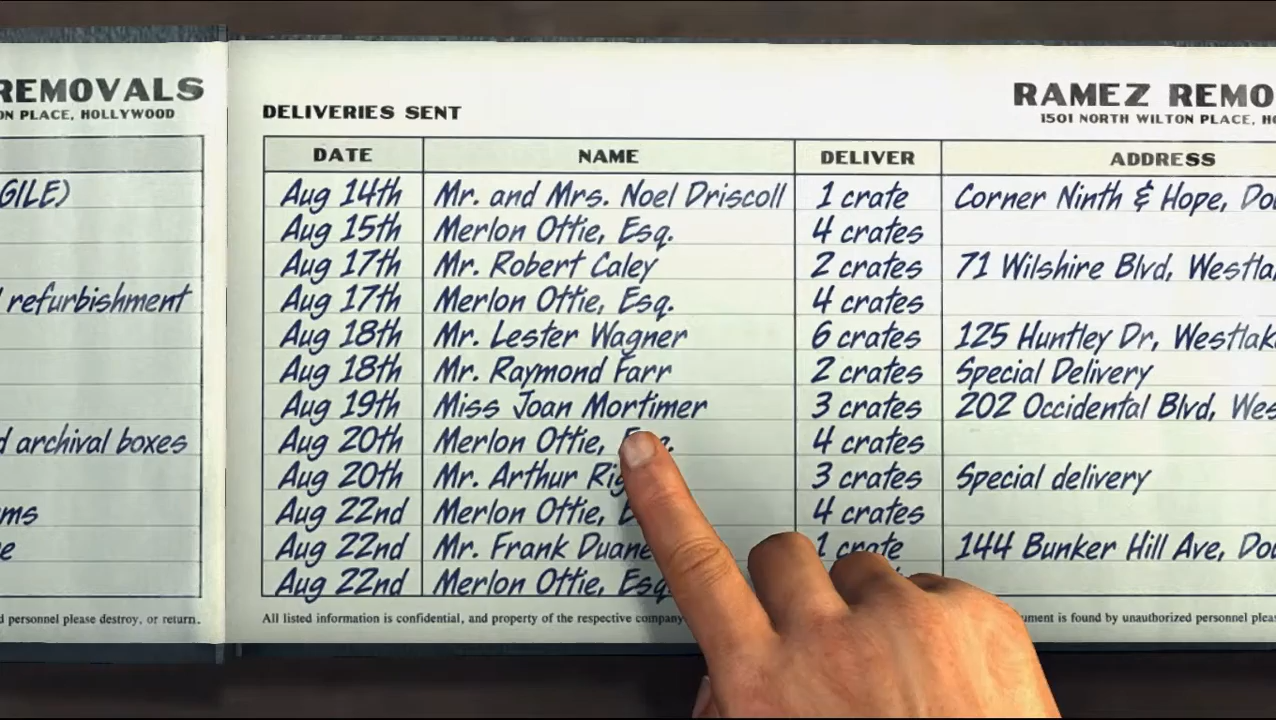 REMOVALS
ON PLACE, HOLLYWOOD
GILE)
refurbishment
archival boxes
personnel please destroy, or return.
DELIVERIES SENT
RAMEZ REMO
1501 NORTH WILTON PLACE, HO
DATE NAME DELIVER ADDRESS
Aug 14th Mr. and Mrs. Noel Driscoll 1 crate Corner Ninth & Hope, Do
Aug 15th Merlon Ottie, Esq. 4 crates
Aug 17th Mr. Robert Caley 2 crates 71 Wilshire Blvd, Westla
Aug 17th Merlon Ottie, Esq. 4 crates
Aug 18th Mr. Lester Wagner 6 crates 125 Huntley Dr, Westlak
Aug 18th Mr. Raymond Farr 2 crates Special Delivery
Aug 19th Miss Joan Mortimer 3 crates 202 Occidental Blvd, Wes
Aug 20th Merlon Ottie, 4 crates
Aug 20th Mr. Arthur 3 crates Special delivery
Aug 22nd Merlon Ottie, 4 crates
Aug 22nd Mr. Frank Duane 1 crate 144 Bunker Hill Ave, Do
Aug 22nd Merlon Ottie, Esq
All listed information is confidential, and property of the respective company
ument is found by unauthorized personnel plea